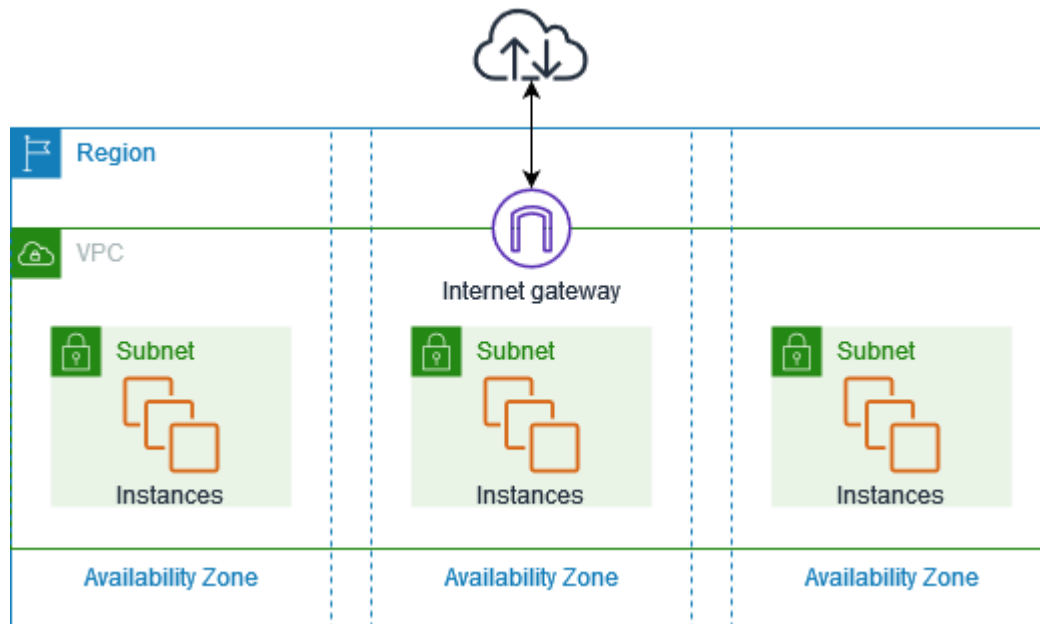 Region
VPC
Internet gateway
Subnet
Subnet
Subnet
Instances
Instances
Instances
Availability Zone
Availability Zone
Availability Zone